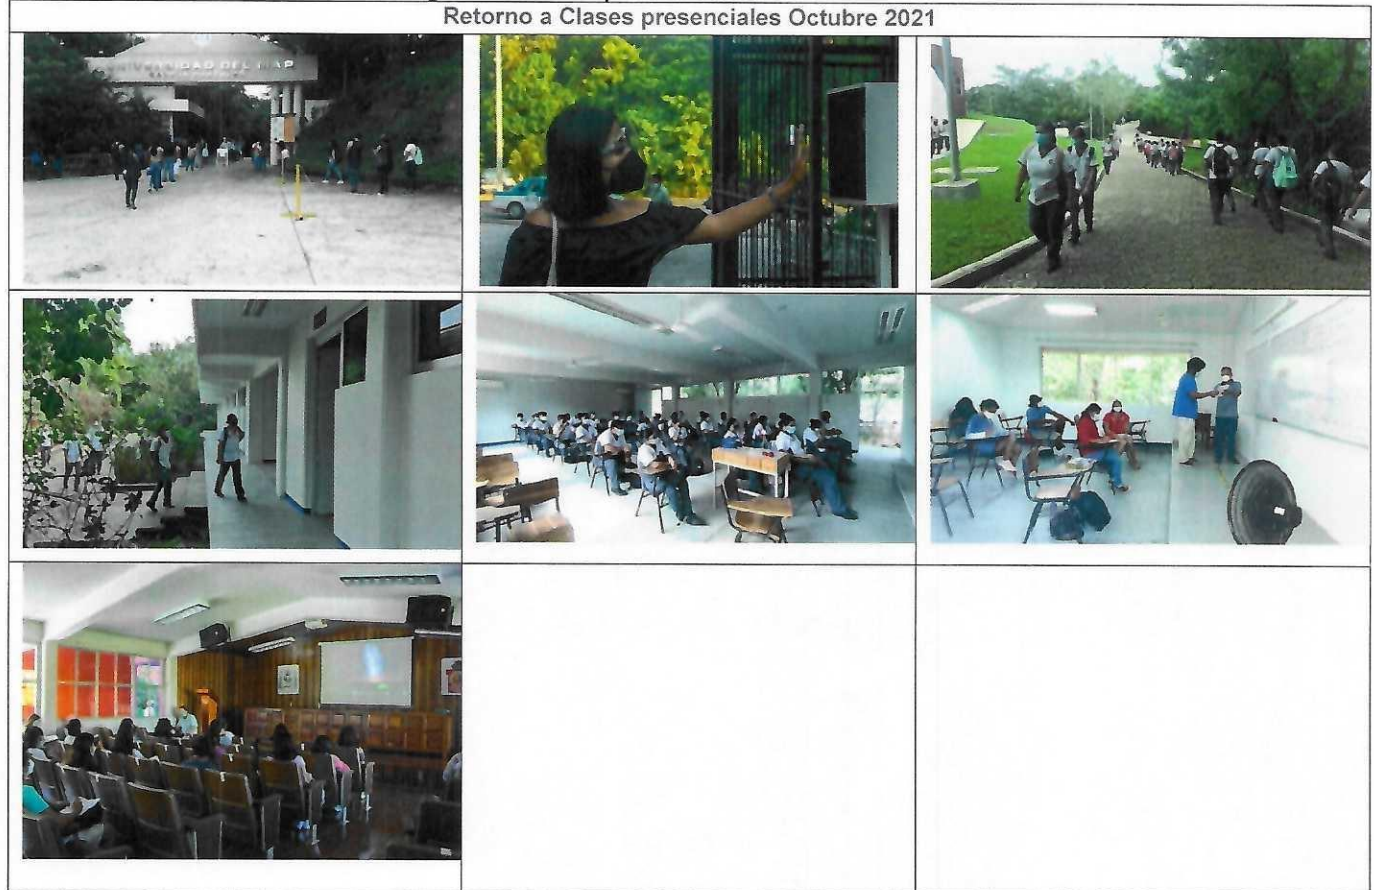 Retorno a Clases presenciales Octubre 2021
UNIVERSIDAD DEL MAR